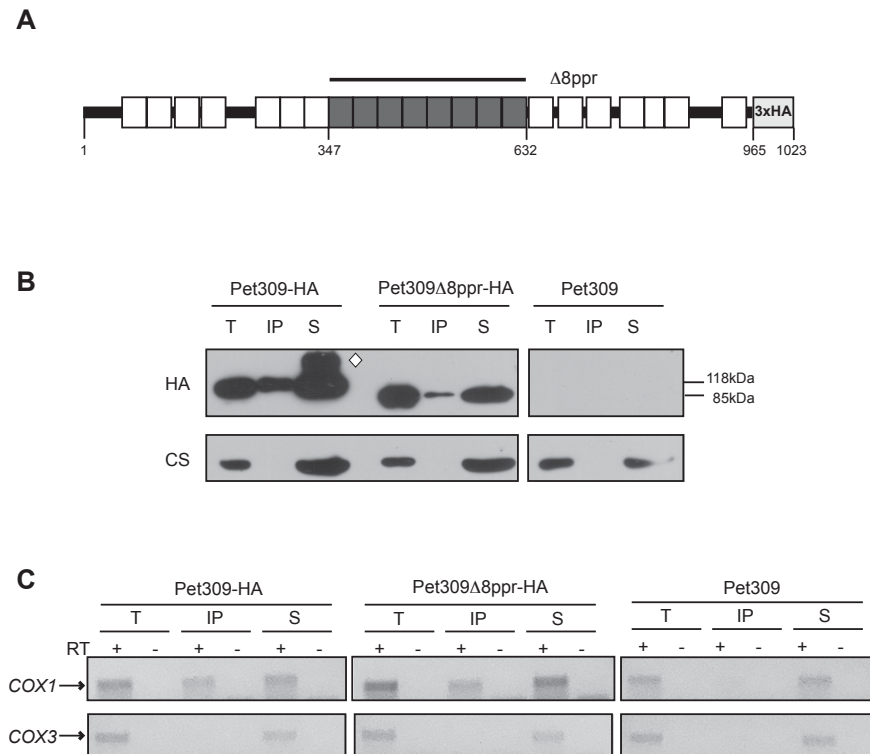 A
Δ8ppr
3xHA
1 347 632 965 1023
B
Pet309-HA Pet309Δ8ppr-HA Pet309
T IP S T IP S T IP S
HA
118kDa
85kDa
CS
C
Pet309-HA Pet309Δ8ppr-HA Pet309
T IP S T IP S T IP S
RT + - + - + - + - + - + - + - + - + -
COX1
COX3